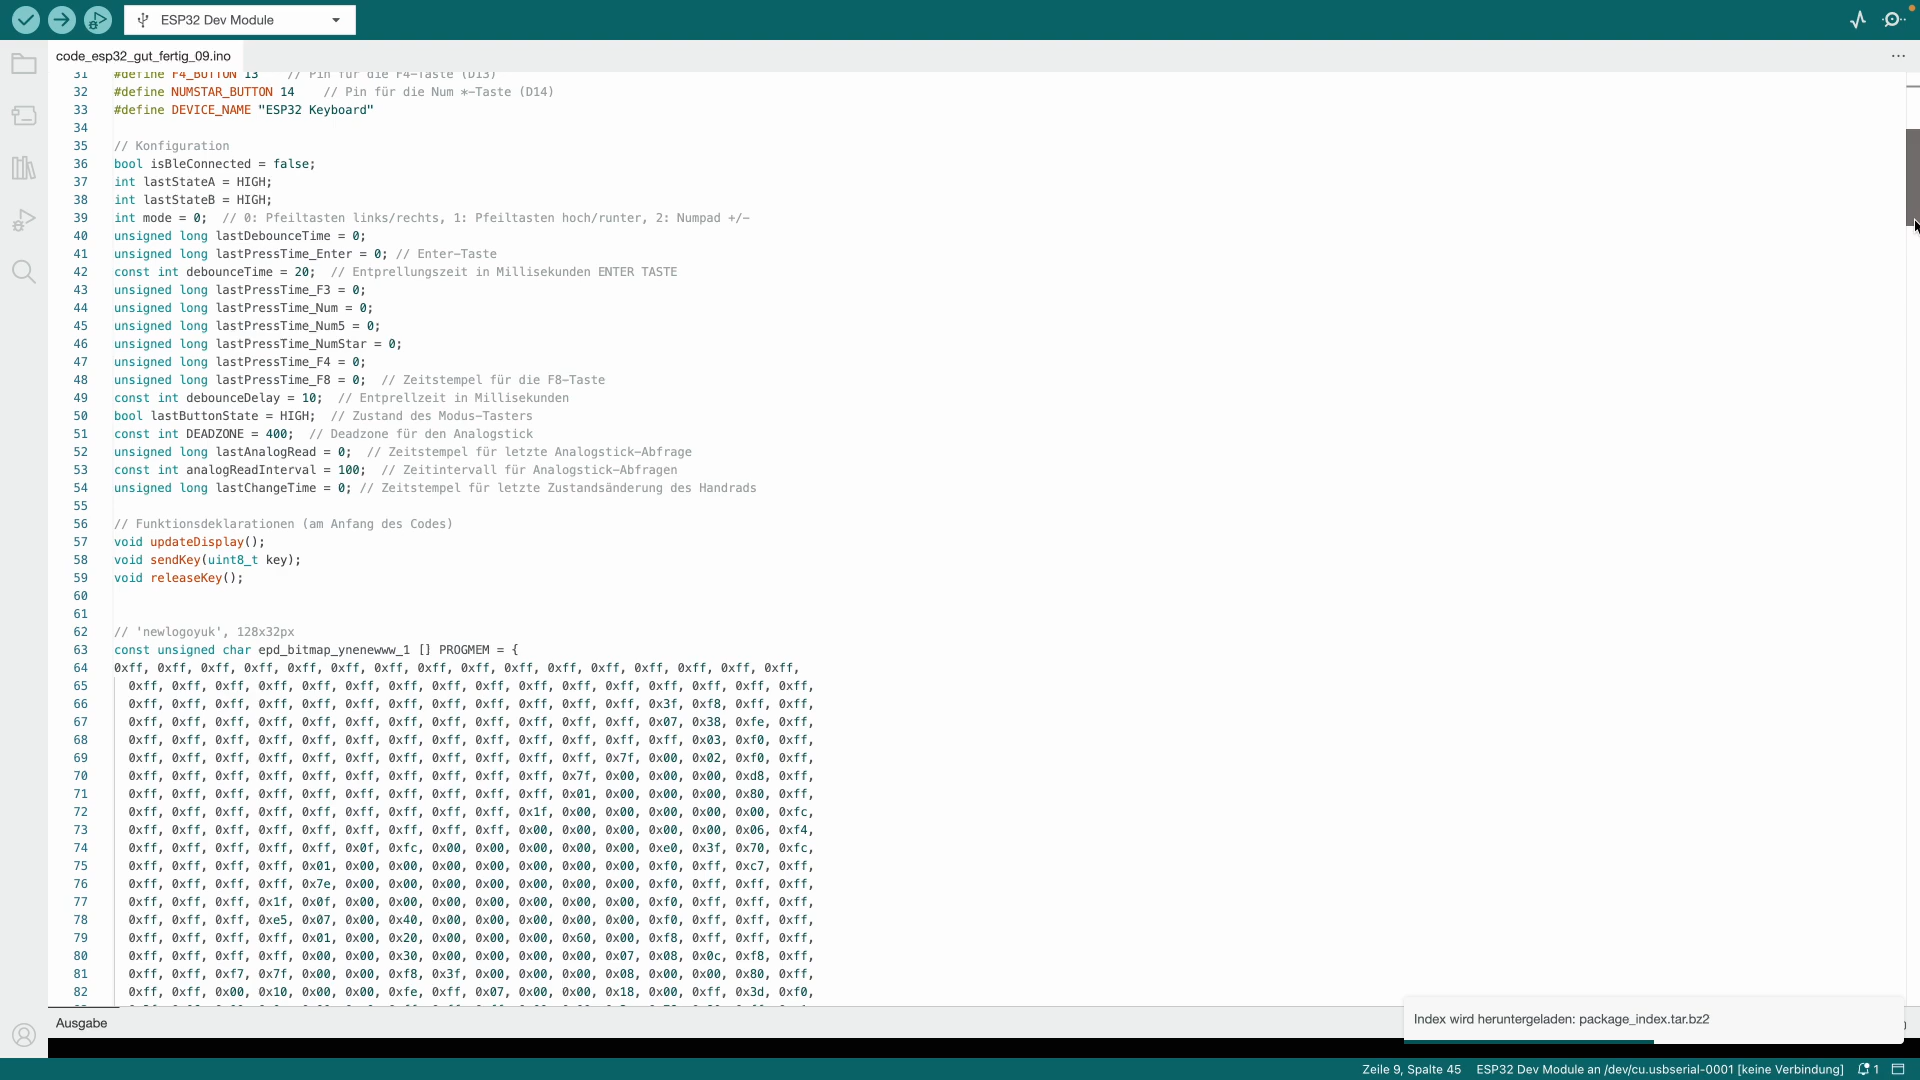 ESP32 Dev Module
code_esp32_gut_fertig_09.ino
31 #define F4_BUTTON 13 // Pin für die F4-Taste (D13)
32 #define NUMSTAR_BUTTON 14 // Pin für die Num *-Taste (D14)
33 #define DEVICE_NAME "ESP32 Keyboard"
34
35 // Konfiguration
36 bool isBleConnected = false;
37 int lastStateA = HIGH;
38 int lastStateB = HIGH;
39 int mode = 0; // 0: Pfeiltasten links/rechts, 1: Pfeiltasten hoch/runter, 2: Numpad +/-
40 unsigned long lastDebounceTime = 0;
41 unsigned long lastPressTime_Enter = 0; // Enter-Taste
42 const int debounceTime = 20; // Entprellungszeit in Millisekunden ENTER TASTE
43 unsigned long lastPressTime_F3 = 0;
44 unsigned long lastPressTime_Num = 0;
45 unsigned long lastPressTime_Num5 = 0;
46 unsigned long lastPressTime_NumStar = 0;
47 unsigned long lastPressTime_F4 = 0;
48 unsigned long lastPressTime_F8 = 0; // Zeitstempel für die F8-Taste
49 const int debounceDelay = 10; // Entprellzeit in Millisekunden
50 bool lastButtonState = HIGH; // Zustand des Modus-Tasters
51 const int DEADZONE = 400; // Deadzone für den Analogstick
52 unsigned long lastAnalogRead = 0; // Zeitstempel für letzte Analogstick-Abfrage
53 const int analogReadInterval = 100; // Zeitintervall für Analogstick-Abfragen
54 unsigned long lastChangeTime = 0; // Zeitstempel für letzte Zustandsänderung des Handrads
55
56 // Funktionsdeklarationen (am Anfang des Codes)
57 void updateDisplay();
58 void sendKey(uint8_t key);
59 void releaseKey();
60
61
62 // 'newlogoyuk', 128x32px
63 const unsigned char epd_bitmap_ynenewww_1 [] PROGMEM = {
64 0xff, 0xff, 0xff, 0xff, 0xff, 0xff, 0xff, 0xff, 0xff, 0xff, 0xff, 0xff, 0xff, 0xff, 0xff, 0xff,
65 0xff, 0xff, 0xff, 0xff, 0xff, 0xff, 0xff, 0xff, 0xff, 0xff, 0xff, 0xff, 0xff, 0xff, 0xff, 0xff,
66 0xff, 0xff, 0xff, 0xff, 0xff, 0xff, 0xff, 0xff, 0xff, 0xff, 0xff, 0xff, 0x3f, 0xf8, 0xff, 0xff,
67 0xff, 0xff, 0xff, 0xff, 0xff, 0xff, 0xff, 0xff, 0xff, 0xff, 0xff, 0xff, 0x07, 0x38, 0xfe, 0xff,
68 0xff, 0xff, 0xff, 0xff, 0xff, 0xff, 0xff, 0xff, 0xff, 0xff, 0xff, 0xff, 0xff, 0x03, 0xf0, 0xff,
69 0xff, 0xff, 0xff, 0xff, 0xff, 0xff, 0xff, 0xff, 0xff, 0xff, 0xff, 0x7f, 0x00, 0x02, 0xf0, 0xff,
70 0xff, 0xff, 0xff, 0xff, 0xff, 0xff, 0xff, 0xff, 0xff, 0xff, 0x7f, 0x00, 0x00, 0x00, 0xd8, 0xff,
71 0xff, 0xff, 0xff, 0xff, 0xff, 0xff, 0xff, 0xff, 0xff, 0xff, 0x01, 0x00, 0x00, 0x00, 0x80, 0xff,
72 0xff, 0xff, 0xff, 0xff, 0xff, 0xff, 0xff, 0xff, 0xff, 0x1f, 0x00, 0x00, 0x00, 0x00, 0x00, 0xfc,
73 0xff, 0xff, 0xff, 0xff, 0xff, 0xff, 0xff, 0xff, 0xff, 0x00, 0x00, 0x00, 0x00, 0x00, 0x06, 0xf4,
74 0xff, 0xff, 0xff, 0xff, 0xff, 0x0f, 0xfc, 0x00, 0x00, 0x00, 0x00, 0x00, 0xe0, 0x3f, 0x70, 0xfc,
75 0xff, 0xff, 0xff, 0xff, 0x01, 0x00, 0x00, 0x00, 0x00, 0x00, 0x00, 0x00, 0xf0, 0xff, 0xc7, 0xff,
76 0xff, 0xff, 0xff, 0xff, 0x7e, 0x00, 0x00, 0x00, 0x00, 0x00, 0x00, 0x00, 0xf0, 0xff, 0xff, 0xff,
77 0xff, 0xff, 0xff, 0x1f, 0x0f, 0x00, 0x00, 0x00, 0x00, 0x00, 0x00, 0x00, 0xf0, 0xff, 0xff, 0xff,
78 0xff, 0xff, 0xff, 0xe5, 0x07, 0x00, 0x40, 0x00, 0x00, 0x00, 0x00, 0x00, 0xf0, 0xff, 0xff, 0xff,
79 0xff, 0xff, 0xff, 0xff, 0x01, 0x00, 0x20, 0x00, 0x00, 0x00, 0x60, 0x00, 0xf8, 0xff, 0xff, 0xff,
80 0xff, 0xff, 0xff, 0xff, 0x00, 0x00, 0x30, 0x00, 0x00, 0x00, 0x00, 0x07, 0x08, 0x0c, 0xf8, 0xff,
81 0xff, 0xff, 0xf7, 0x7f, 0x00, 0x00, 0xf8, 0x3f, 0x00, 0x00, 0x00, 0x08, 0x00, 0x00, 0x80, 0xff,
82 0xff, 0xff, 0x00, 0x10, 0x00, 0x00, 0xfe, 0xff, 0x07, 0x00, 0x00, 0x18, 0x00, 0xff, 0x3d, 0xf0,
Ausgabe
Index wird heruntergeladen: package_index.tar.bz2
Zeile 9, Spalte 45 ESP32 Dev Module an /dev/cu.usbserial-0001 [keine Verbindung] 1